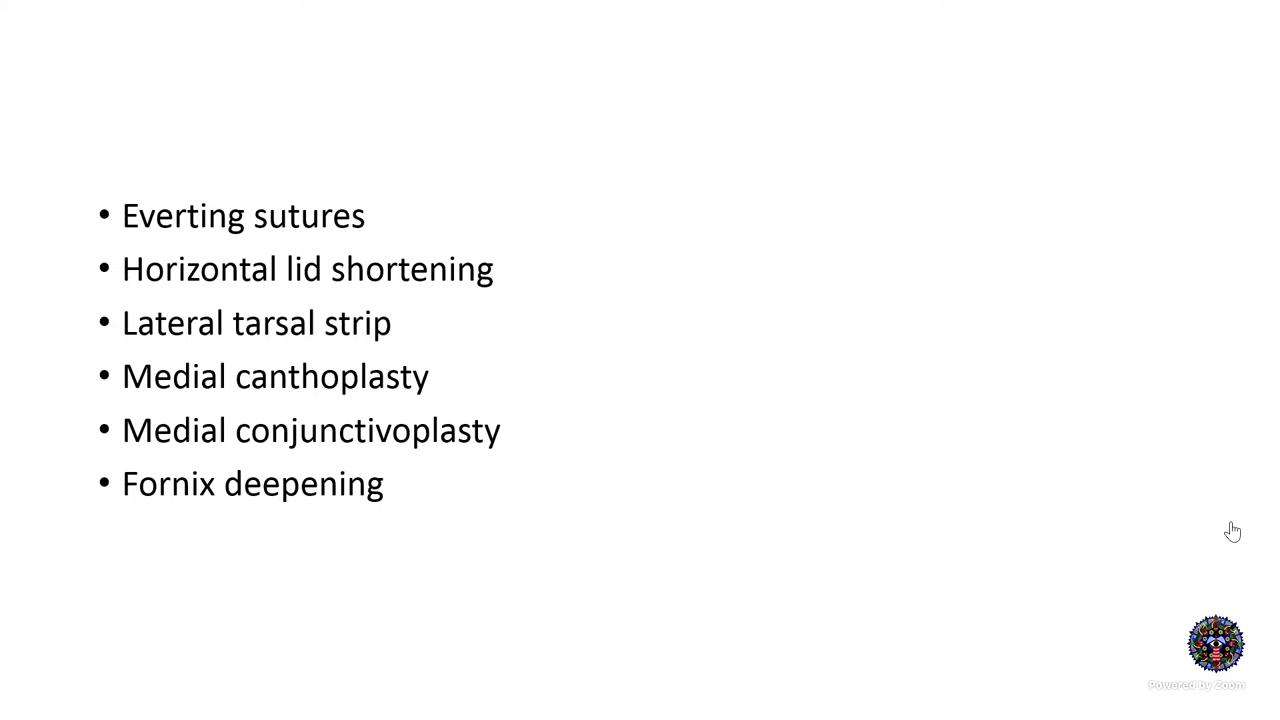 • Everting sutures
• Horizontal lid shortening
• Lateral tarsal strip
• Medial canthoplasty
• Medial conjunctivoplasty
• Fornix deepening
Powered by Zoom